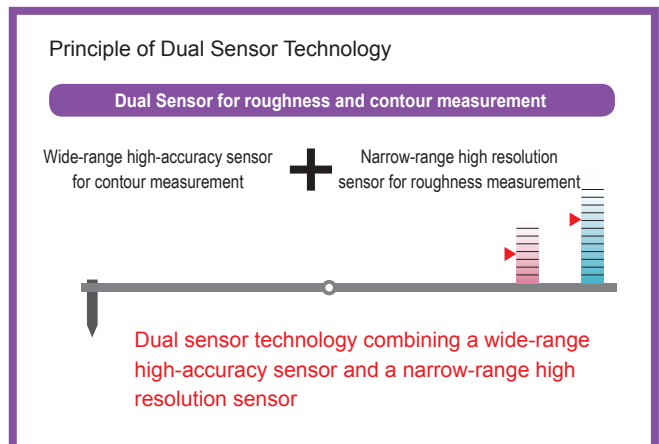 Principle of Dual Sensor Technology
Dual Sensor for roughness and contour measurement
Wide-range high-accuracy sensor
for contour measurement
Narrow-range high resolution
sensor for roughness measurement
Dual sensor technology combining a wide-range
high-accuracy sensor and a narrow-range high
resolution sensor